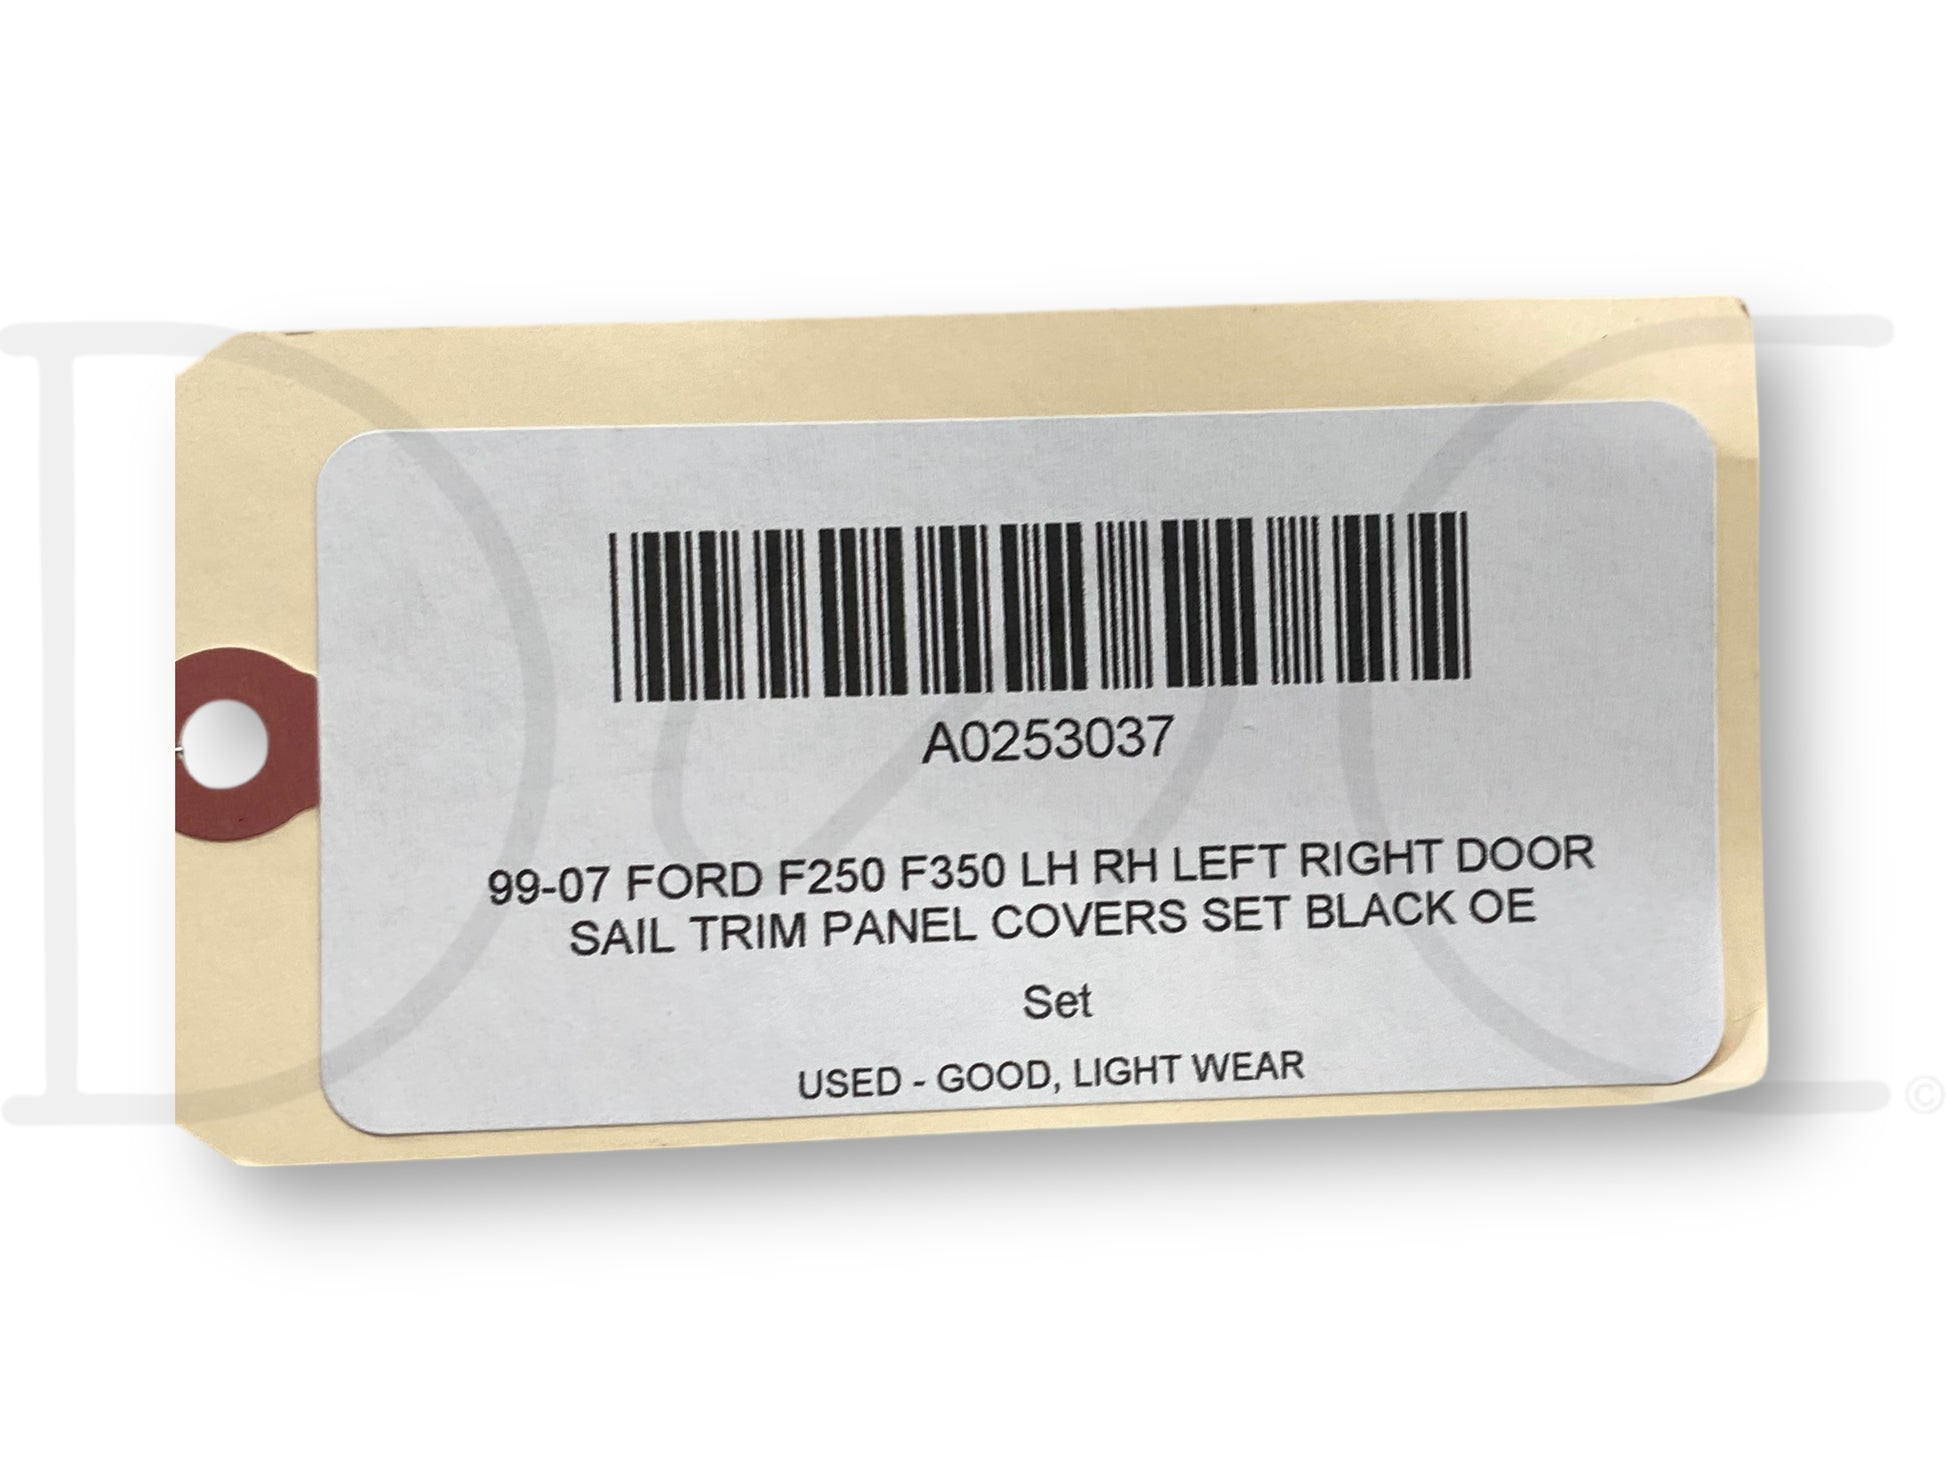 A0253037
99-07 FORD F250 F350 LH RH LEFT RIGHT DOOR
SAIL TRIM PANEL COVERS SET BLACK OE
Set
USED - GOOD, LIGHT WEAR
©